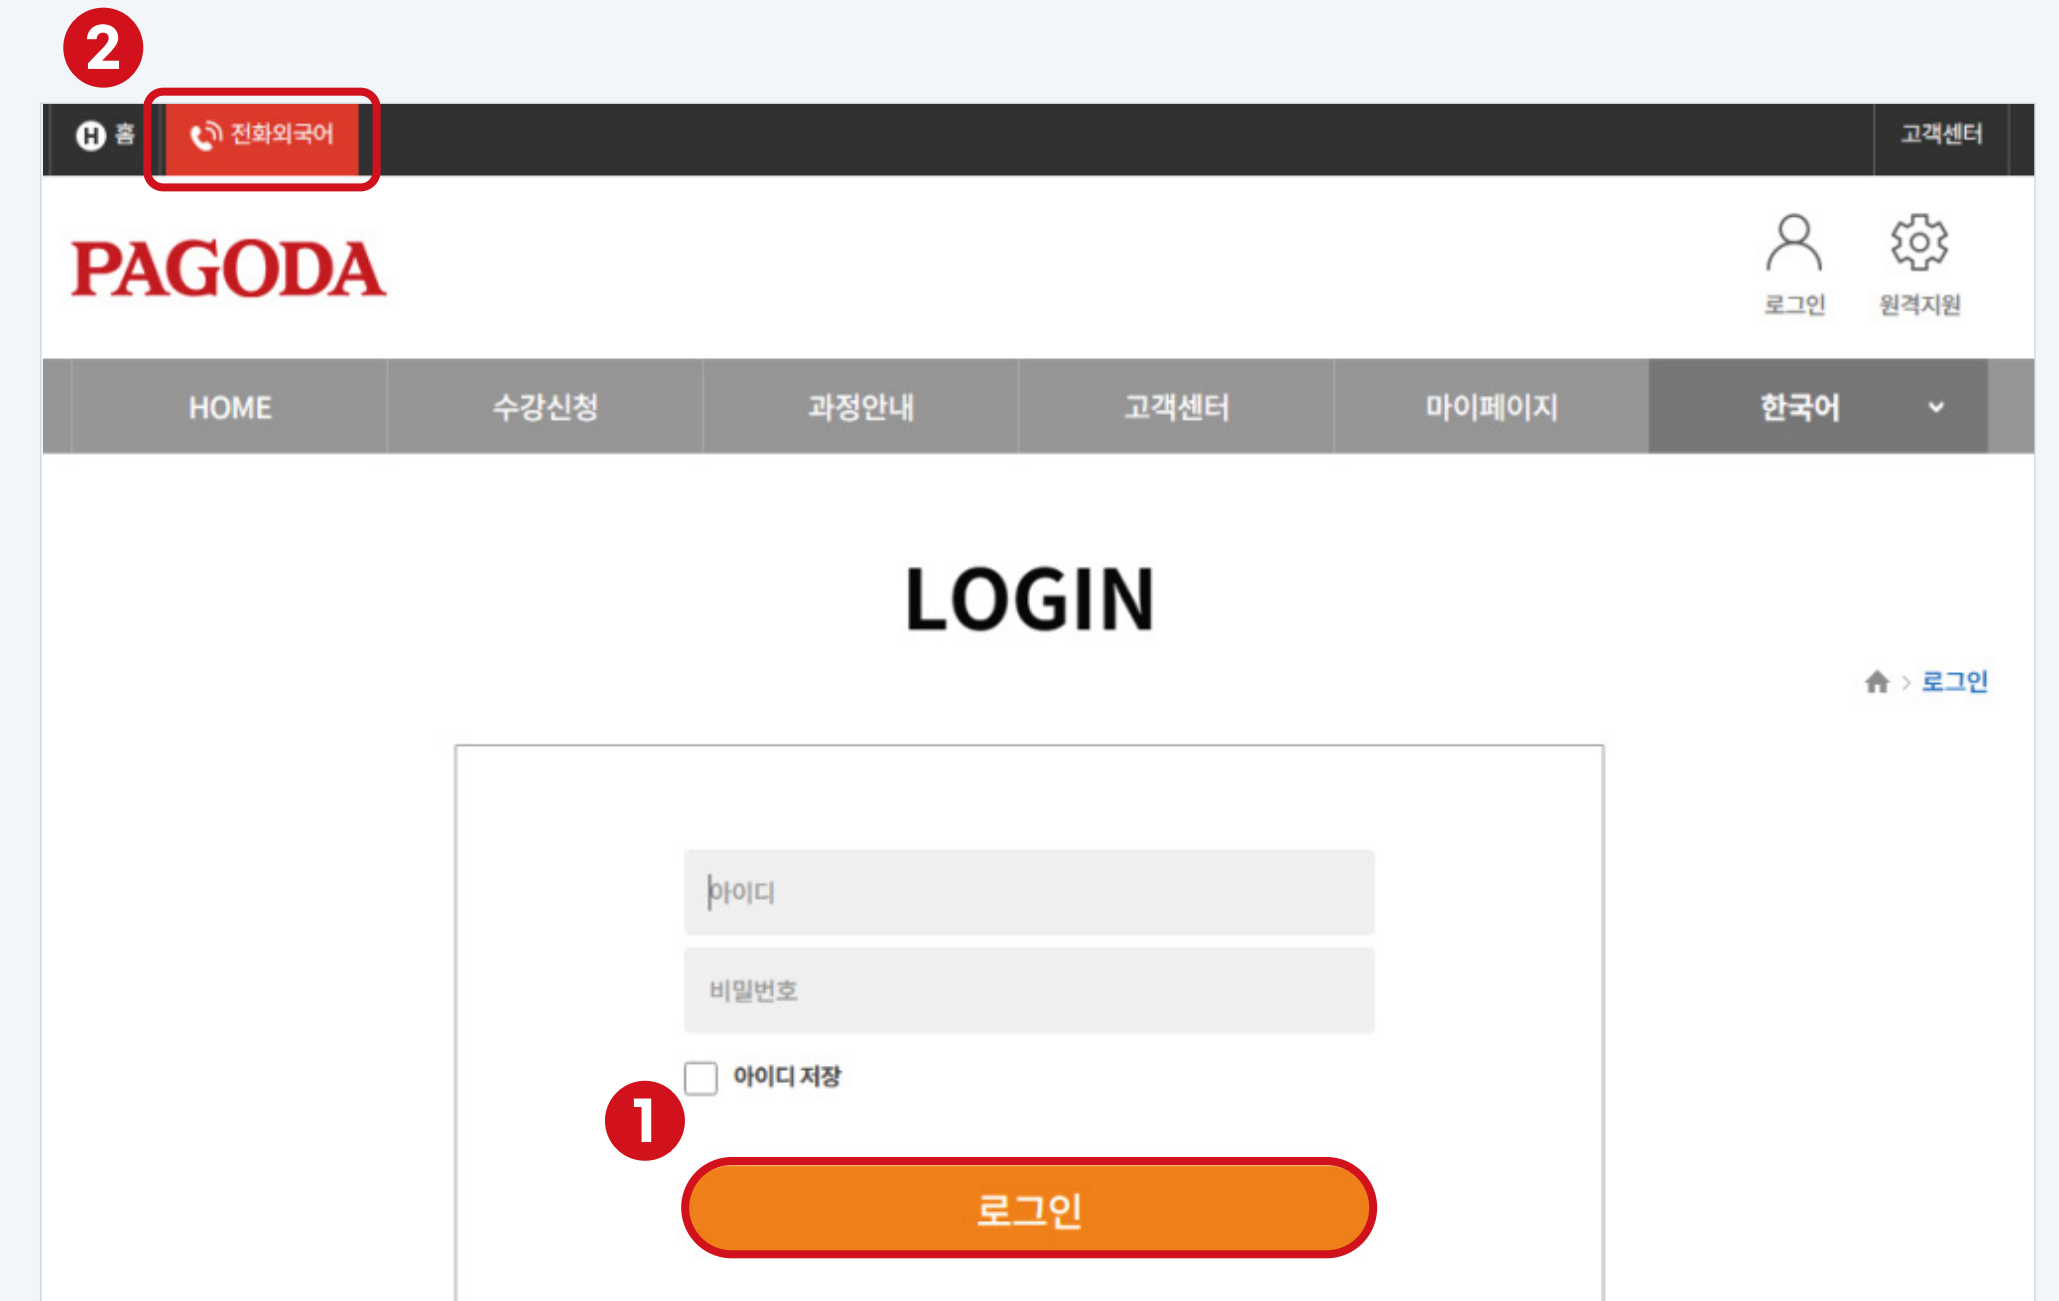 2
H 홈
전화외국어
고객센터
PAGODA
로그인
원격지원
HOME
수강신청
과정안내
고객센터
마이페이지
한국어
LOGIN
> 로그인
아이디
비밀번호
아이디 저장
1
로그인